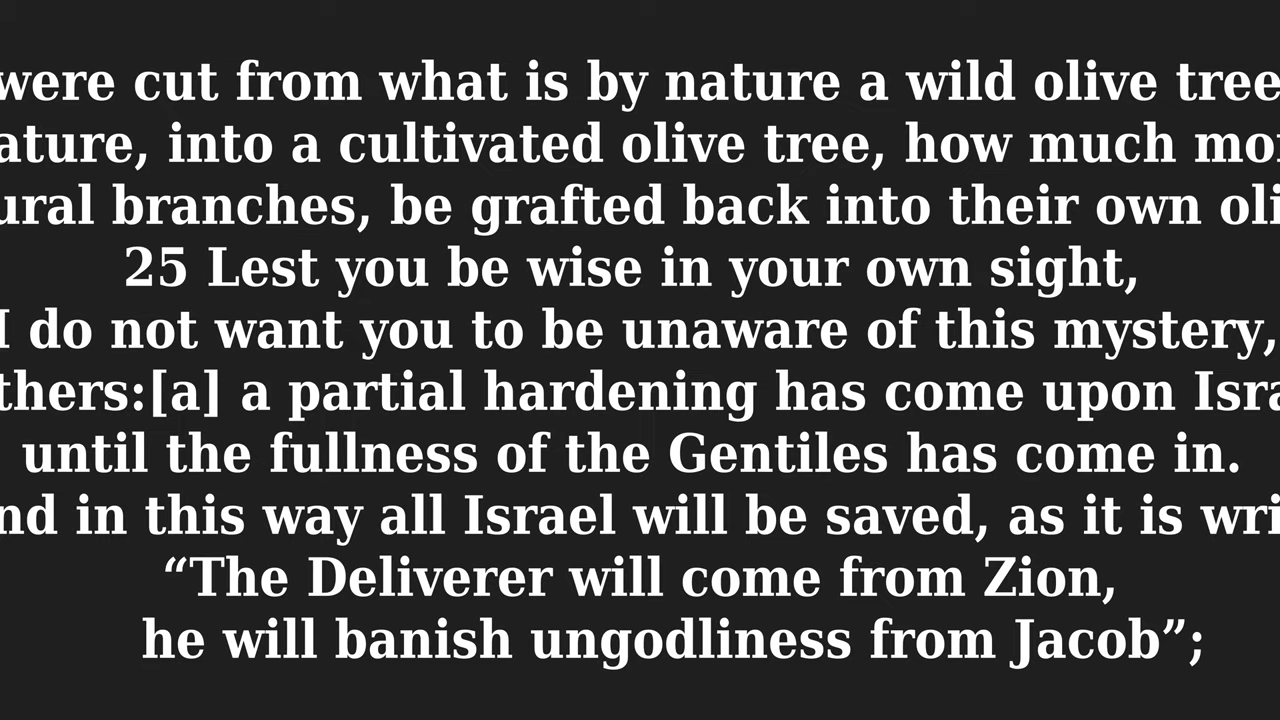 were cut from what is by nature a wild olive tree
ature, into a cultivated olive tree, how much mo
ural branches, be grafted back into their own oli
25 Lest you be wise in your own sight,
I do not want you to be unaware of this mystery,
thers:[a] a partial hardening has come upon Isra
until the fullness of the Gentiles has come in.
nd in this way all Israel will be saved, as it is wri
“The Deliverer will come from Zion,
he will banish ungodliness from Jacob”;